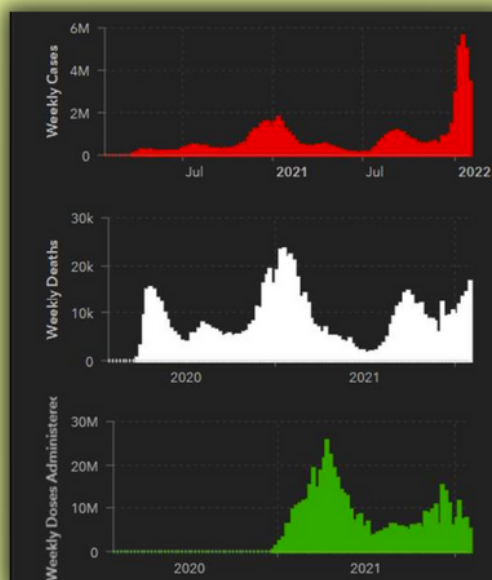 Weekly Cases
6M
4M
2M
0
Jul
2021
Jul
2022
Weekly Deaths
30k
20k
10k
0
2020
2021
Weekly Doses Administered
30M
20M
10M
0
2020
2021